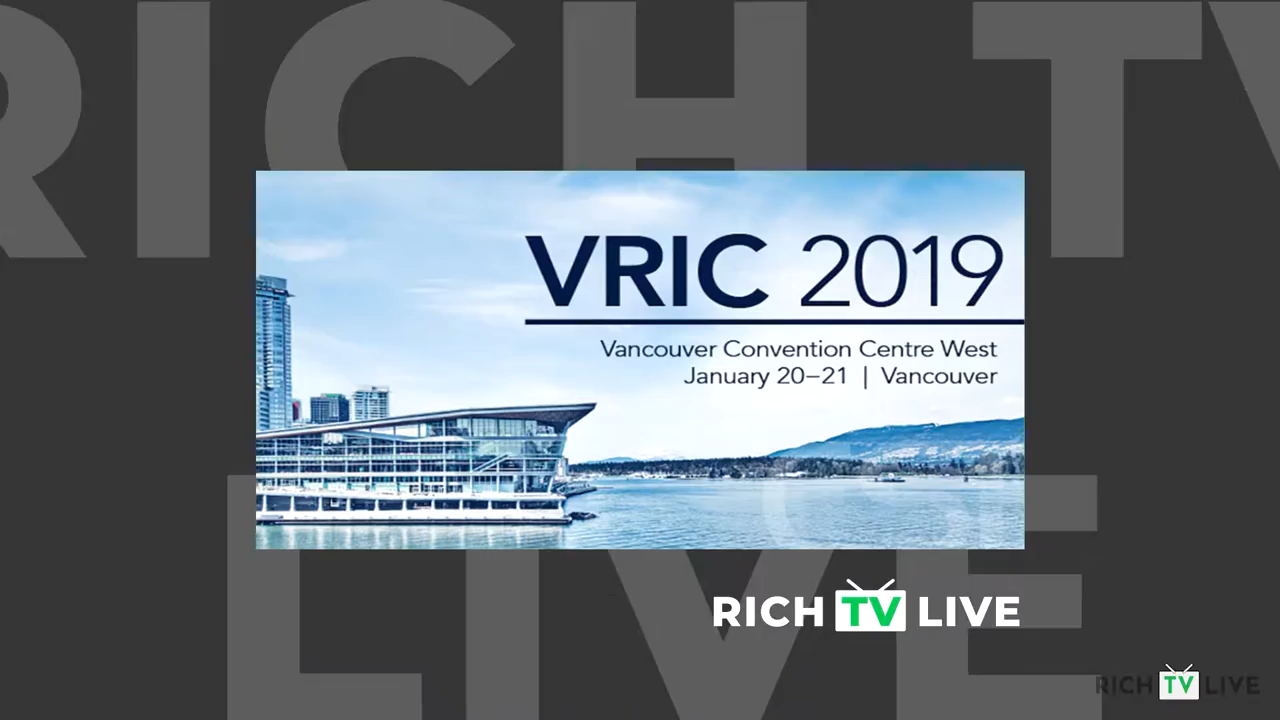 RICH TV
VRIC 2019
Vancouver Convention Centre West
January 20–21 | Vancouver
LIVE
RICH TV LIVE
RICH TV LIVE